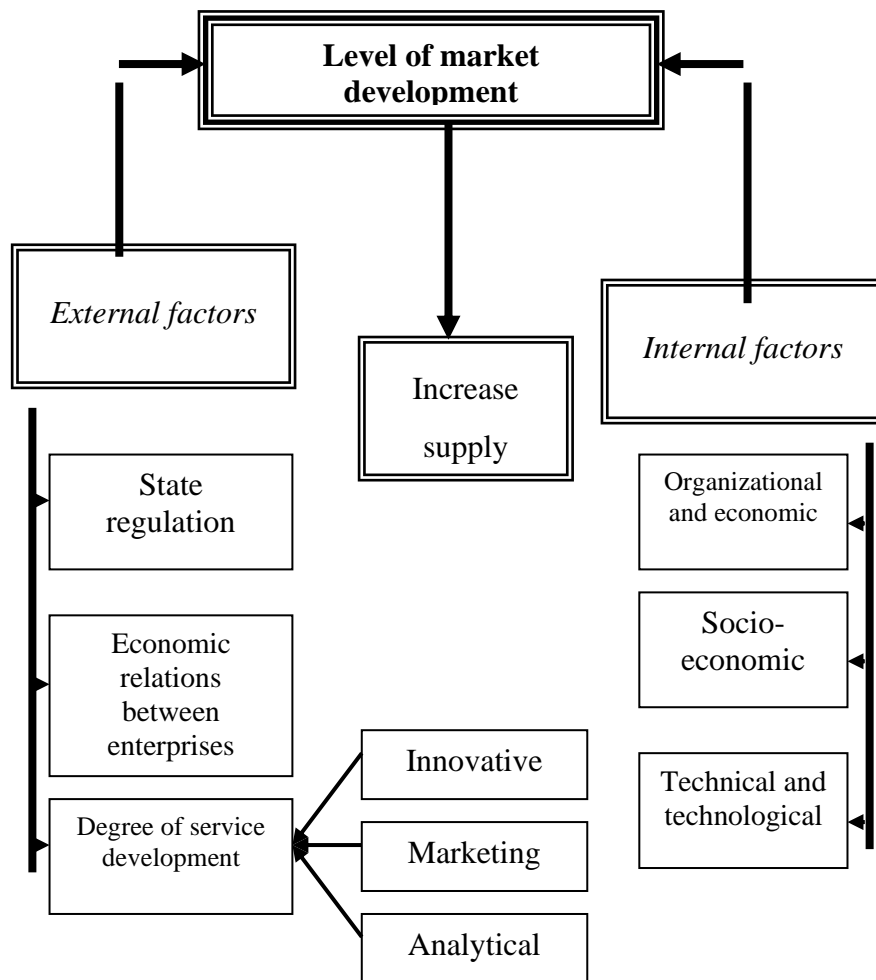 Level of market
development
External factors
Increase
supply
Internal factors
State
regulation
Economic
relations
between
enterprises
Degree of service
development
Innovative
Marketing
Analytical
Organizational
and economic
Socio-
economic
Technical and
technological